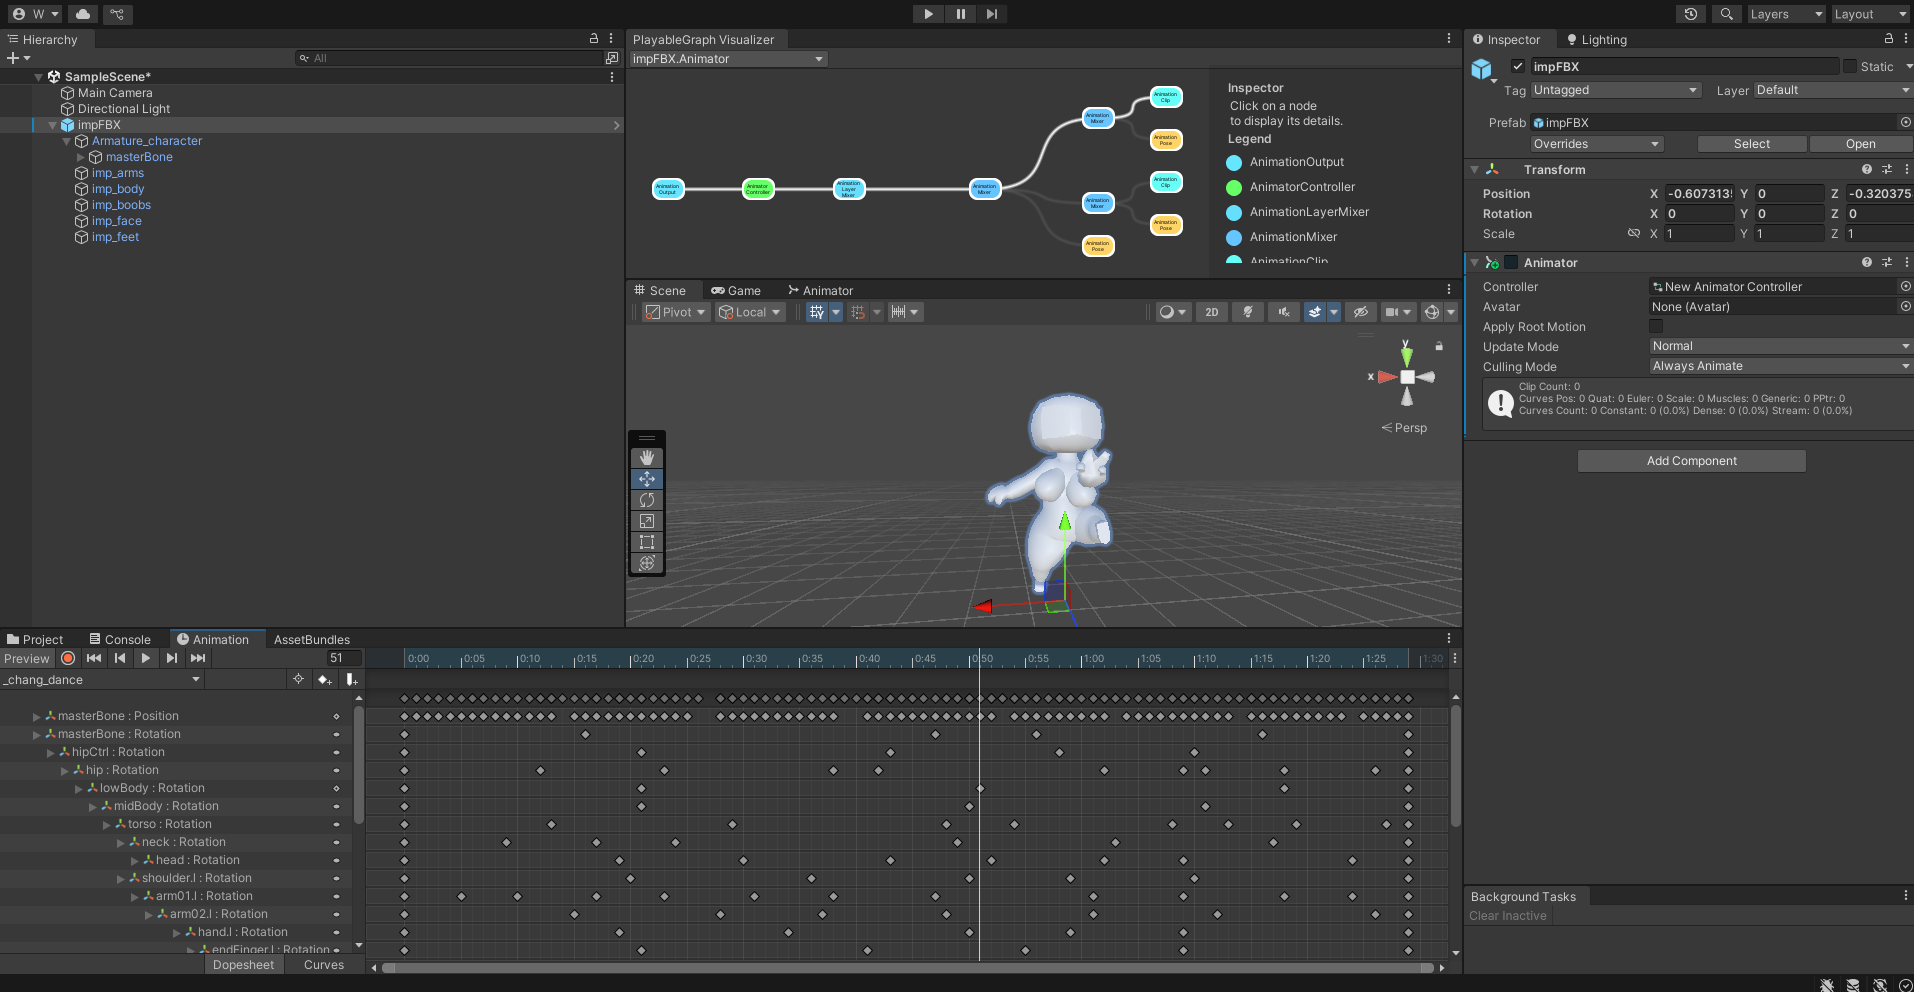 W
Layers
Layout
Hierarchy
All
SampleScene*
Main Camera
Directional Light
impFBX
Armature_character
masterBone
imp_arms
imp_body
imp_boobs
imp_face
imp_feet
PlayableGraph Visualizer
impFBX.Animator
Animation Output
Animator Controller
Animation Layer Mixer
Animation Mixer
Animation Mixer
Animation Clip
Animation Pose
Animation Mixer
Animation Clip
Animation Pose
Animation Pose
Inspector
Click on a node
to display its details.
Legend
AnimationOutput
AnimatorController
AnimationLayerMixer
AnimationMixer
AnimationClip
Scene
Game
Animator
Pivot
Local
2D
y
x
Persp
Inspector
Lighting
impFBX
Static
Tag Untagged
Layer Default
Prefab impFBX
Overrides
Select
Open
Transform
Position X -0.607313 Y 0 Z -0.320375
Rotation X 0 Y 0 Z 0
Scale X 1 Y 1 Z 1
Animator
Controller New Animator Controller
Avatar None (Avatar)
Apply Root Motion
Update Mode Normal
Culling Mode Always Animate
Clip Count: 0
Curves Pos: 0 Quat: 0 Euler: 0 Scale: 0 Muscles: 0 Generic: 0 PPtr: 0
Curves Count: 0 Constant: 0 (0.0%) Dense: 0 (0.0%) Stream: 0 (0.0%)
Add Component
Background Tasks
Clear Inactive
Project
Console
Animation
AssetBundles
Preview
51
0:00 0:05 0:10 0:15 0:20 0:25 0:30 0:35 0:40 0:45 0:50 0:55 1:00 1:05 1:10 1:15 1:20 1:25 1:30
_chang_dance
masterBone : Position
masterBone : Rotation
hipCtrl : Rotation
hip : Rotation
lowBody : Rotation
midBody : Rotation
torso : Rotation
neck : Rotation
head : Rotation
shoulder.l : Rotation
arm01.l : Rotation
arm02.l : Rotation
hand.l : Rotation
endFinger.l : Rotation
Dopesheet
Curves